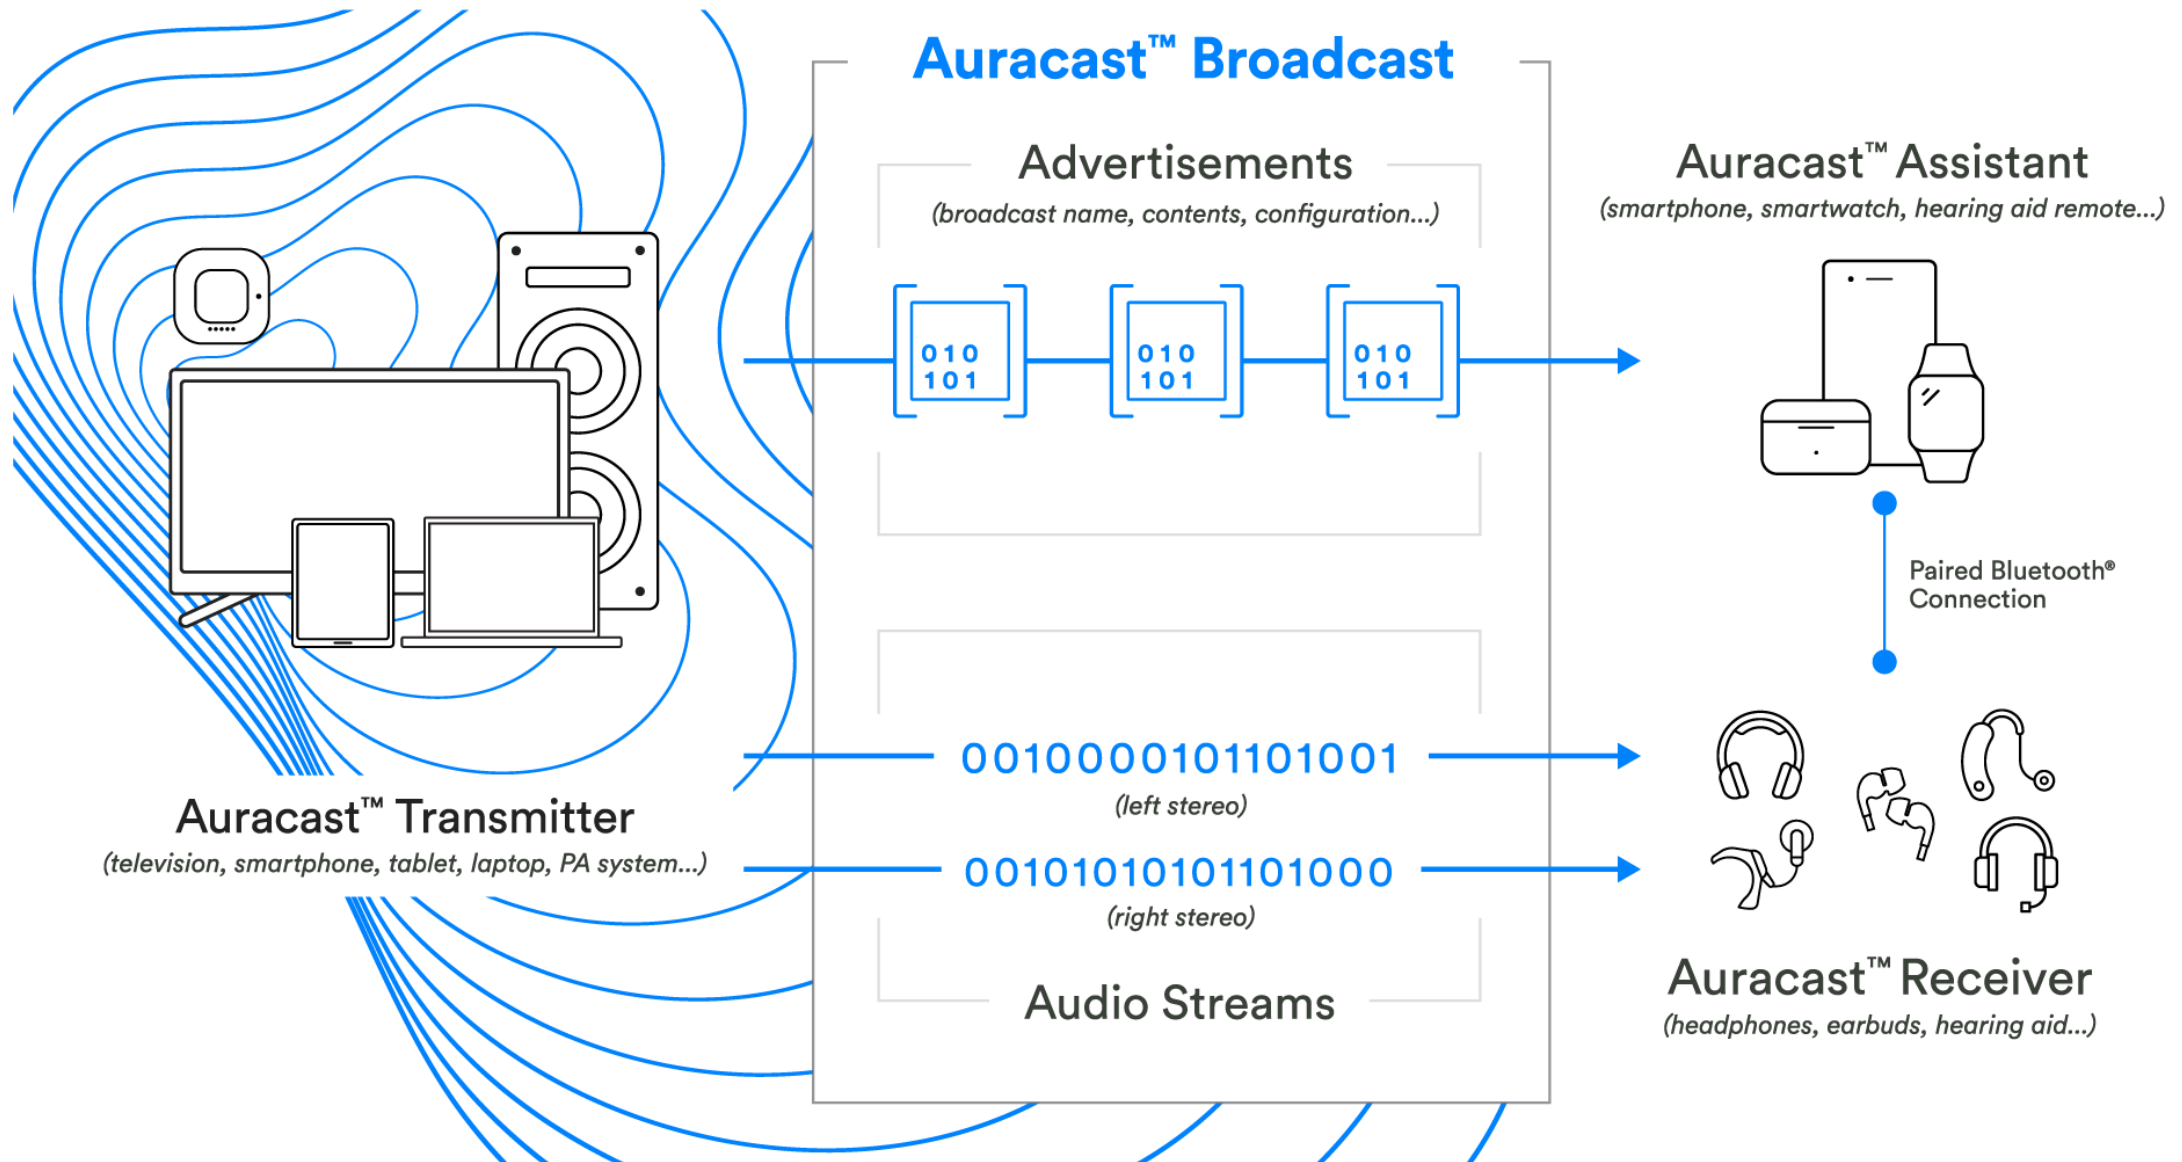 Auracast™ Broadcast
Advertisements
(broadcast name, contents, configuration...)
010
101
010
101
010
101
Auracast™ Assistant
(smartphone, smartwatch, hearing aid remote...)
Paired Bluetooth®
Connection
Auracast™ Transmitter
(television, smartphone, tablet, laptop, PA system...)
0010000101101001
(left stereo)
00101010101101000
(right stereo)
Audio Streams
Auracast™ Receiver
(headphones, earbuds, hearing aid...)